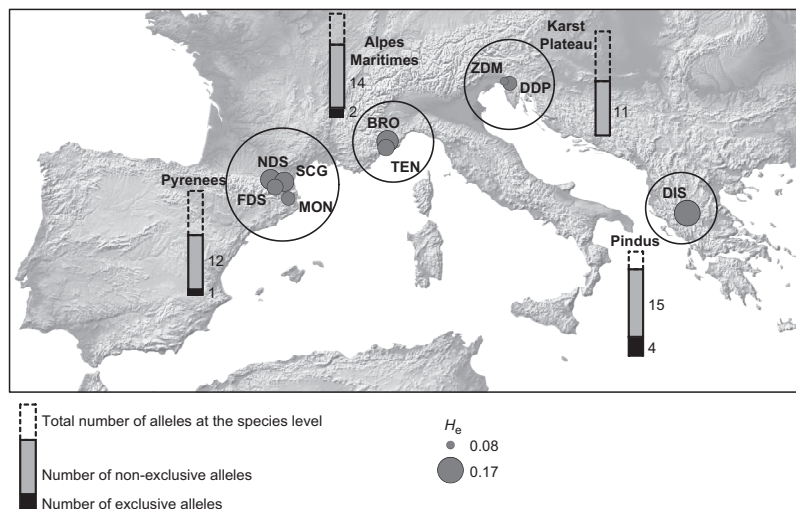 Alpes
Maritimes
14
2
Karst
Plateau
11
ZDM
DDP
BRO
TEN
NDS
SCG
FDS
MON
Pyrenees
12
1
DIS
Pindus
15
4
Total number of alleles at the species level
Number of non-exclusive alleles
Number of exclusive alleles
He
0.08
0.17